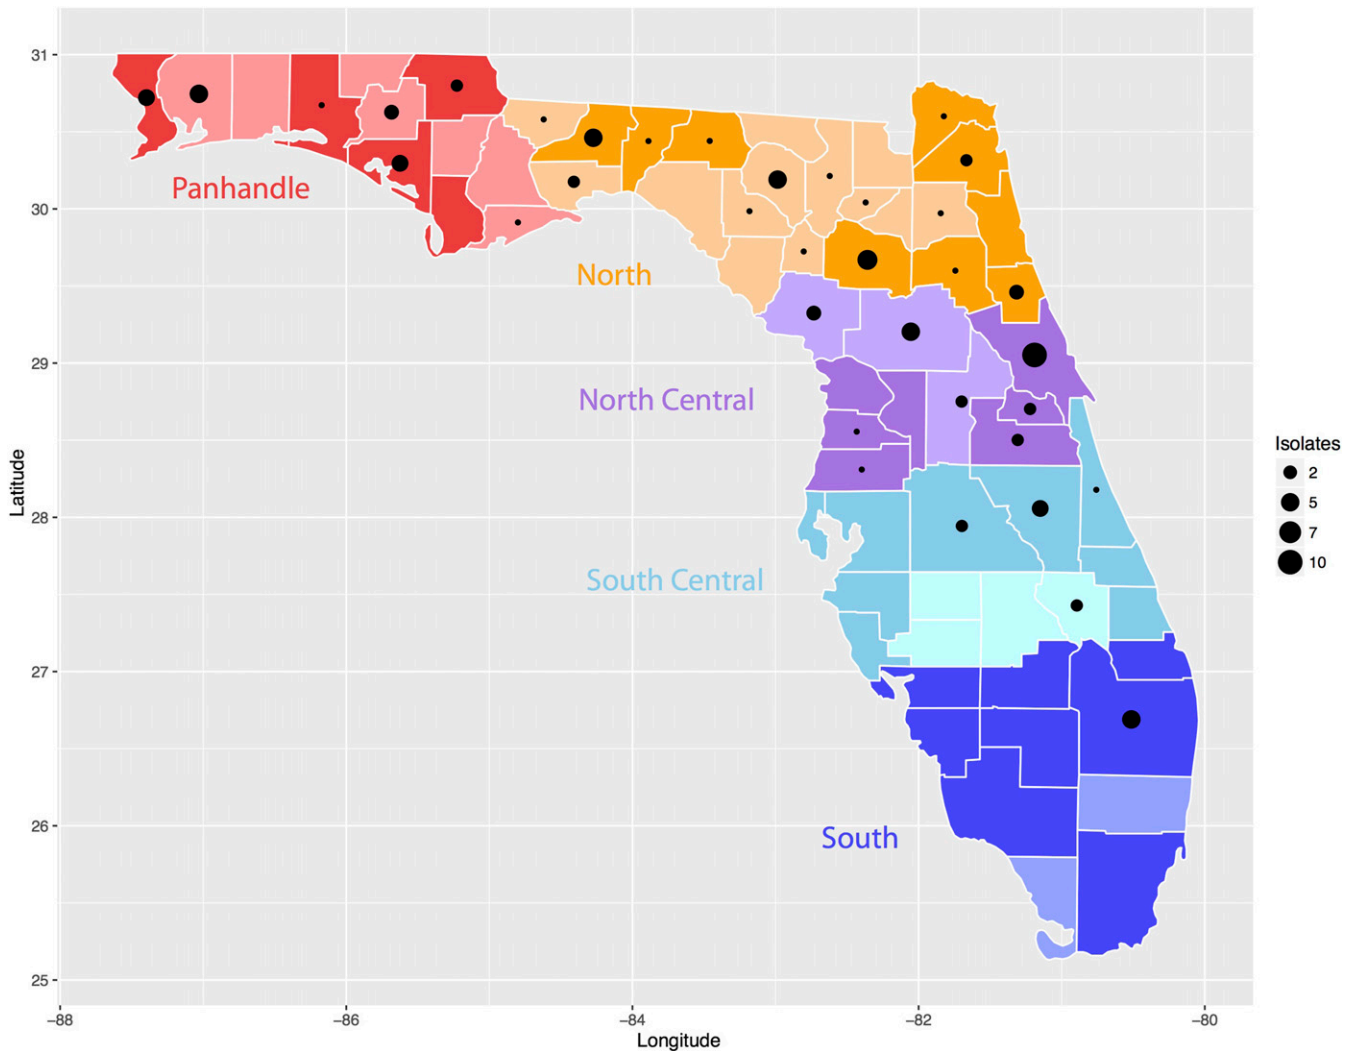 31
30
29
28
27
26
25
Latitude
−88
−86
−84
−82
−80
Longitude
Panhandle
North
North Central
South Central
South
Isolates
2
5
7
10